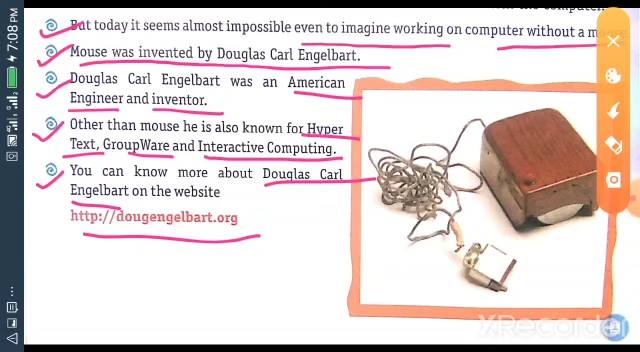 But today it seems almost impossible even to imagine working on computer without a
Mouse was invented by Douglas Carl Engelbart.
Douglas Carl Engelbart was an American
Engineer and inventor.
Other than mouse he is also known for Hyper
Text, GroupWare and Interactive Computing.
You can know more about Douglas Carl
Engelbart on the website
http://dougengelbart.org
7:08 PM
XRecorder